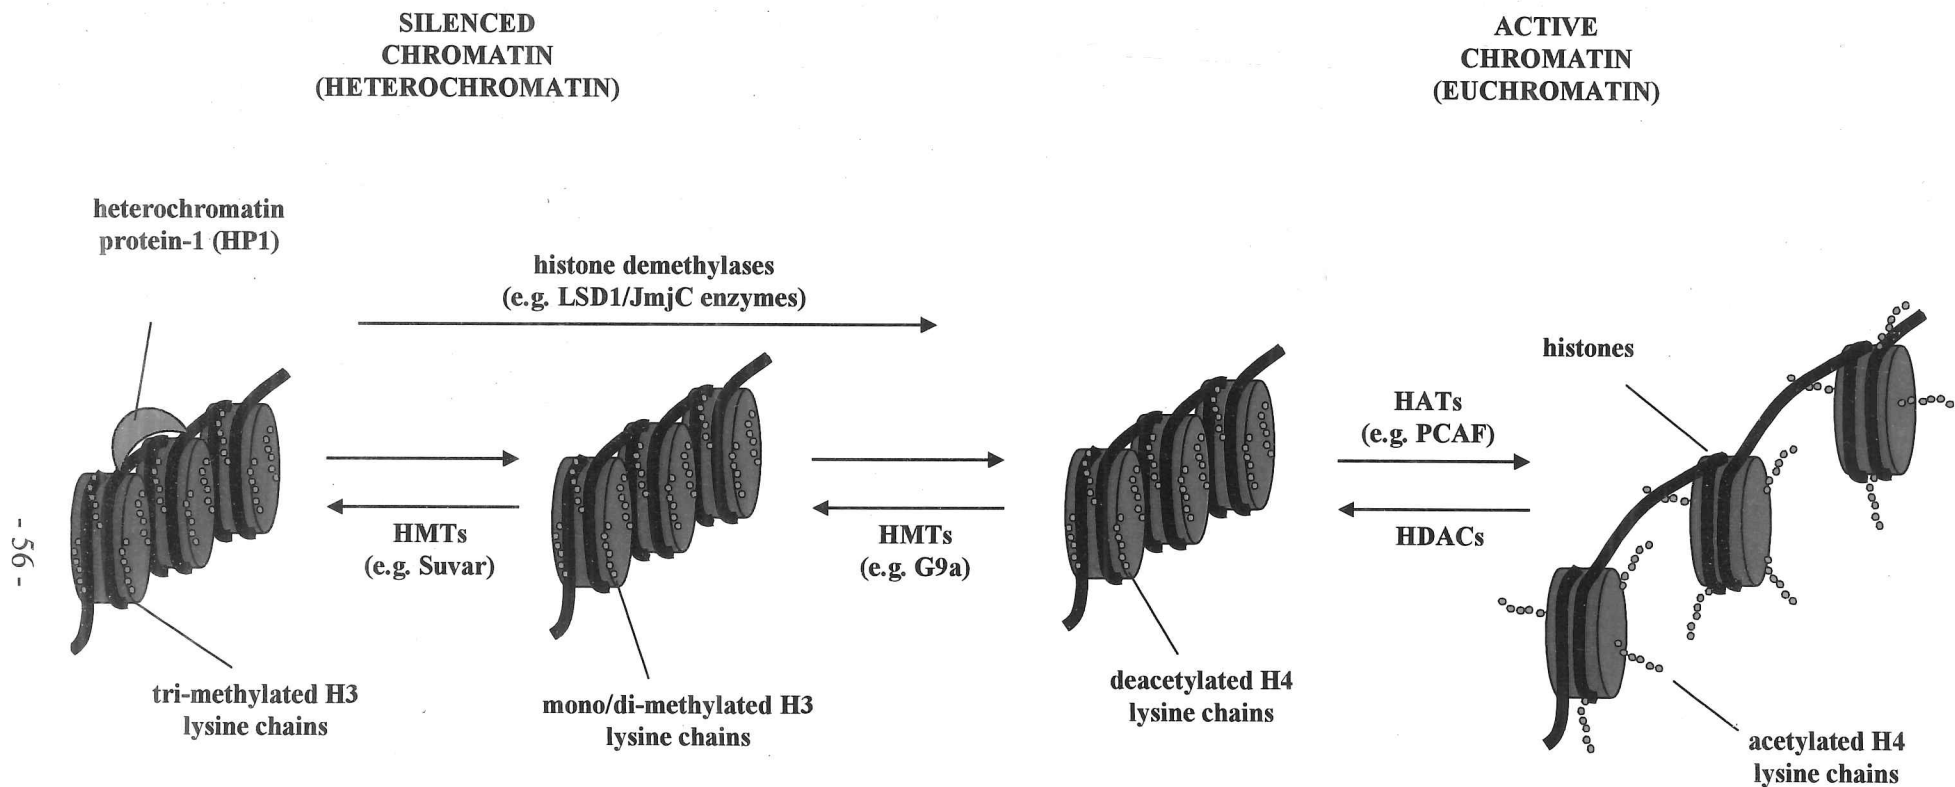 SILENCED
CHROMATIN
(HETEROCHROMATIN)
ACTIVE
CHROMATIN
(EUCHROMATIN)
heterochromatin
protein-1 (HP1)
histone demethylases
(e.g. LSD1/JmjC enzymes)
histones
HATs
(e.g. PCAF)
HMTs
(e.g. Suvar)
HMTs
(e.g. G9a)
HDACs
tri-methylated H3
lysine chains
mono/di-methylated H3
lysine chains
deacetylated H4
lysine chains
acetylated H4
lysine chains
- 56 -